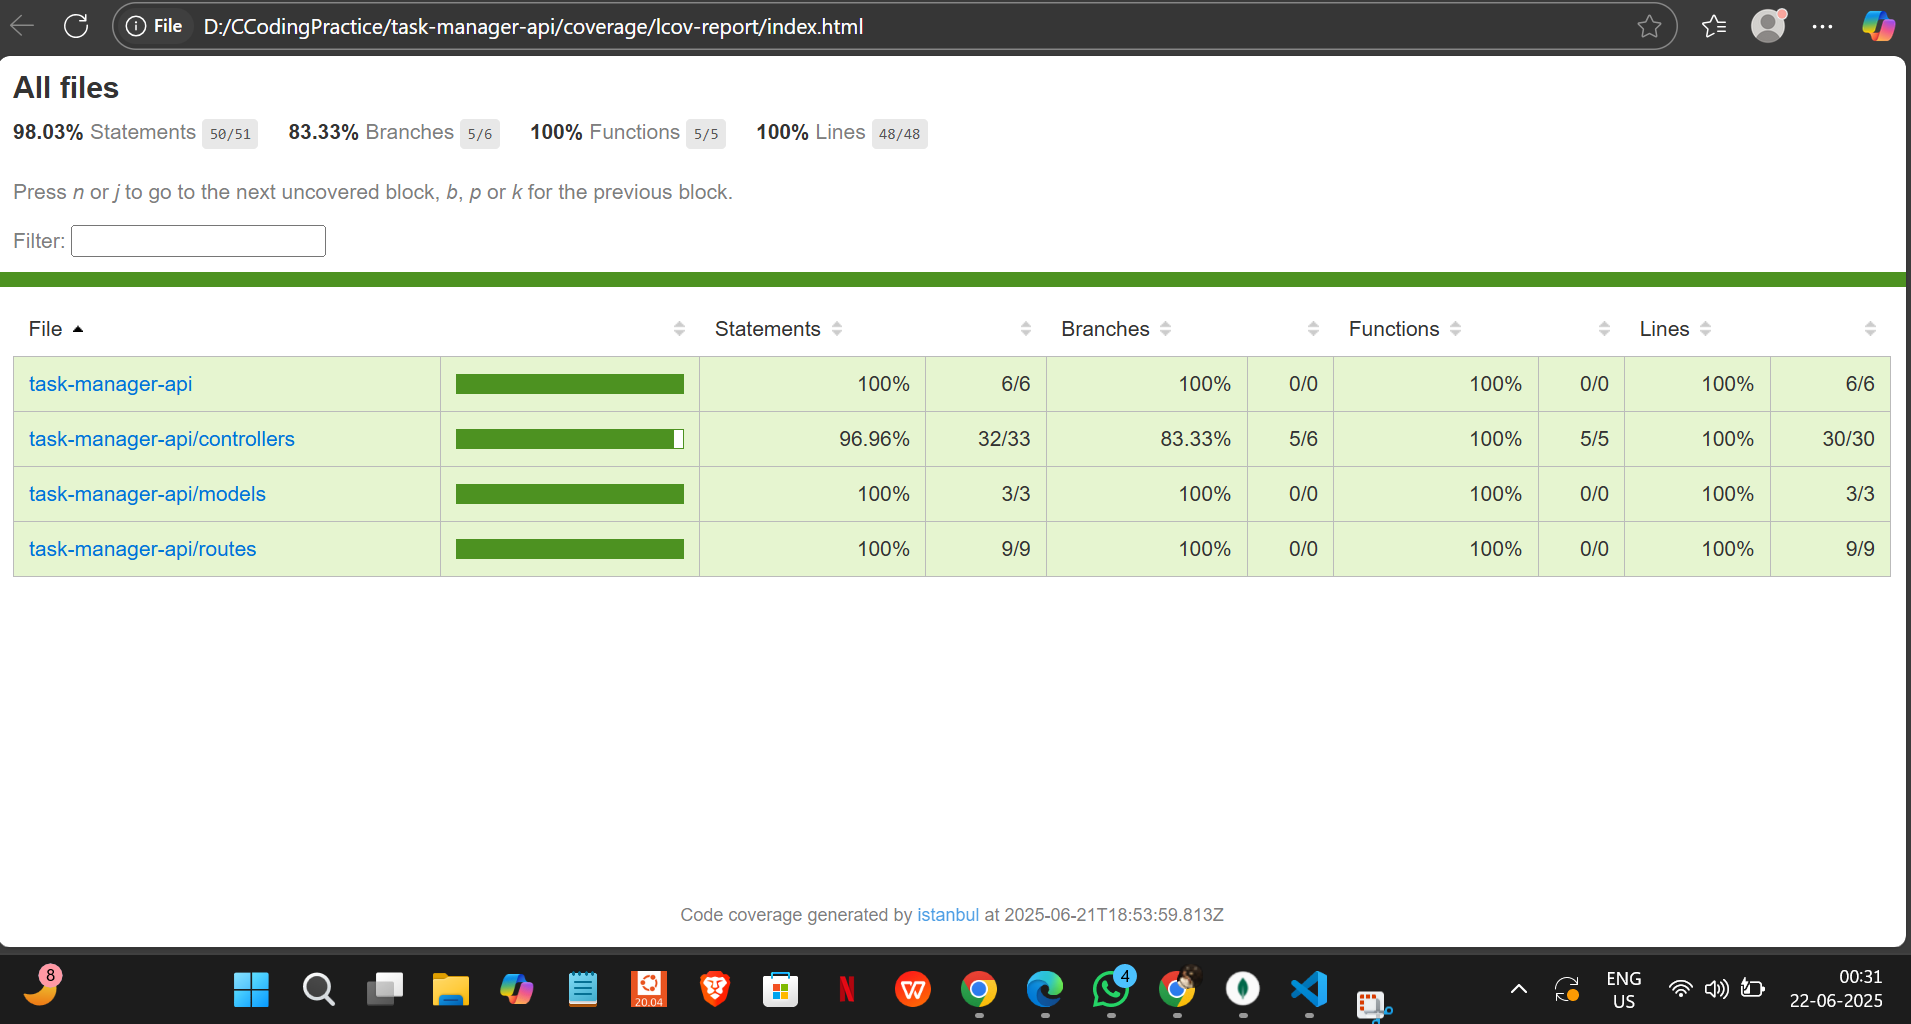 File D:/CCodingPractice/task-manager-api/coverage/lcov-report/index.html
All files
98.03% Statements 50/51 83.33% Branches 5/6 100% Functions 5/5 100% Lines 48/48
Press n or j to go to the next uncovered block, b, p or k for the previous block.
Filter:
File Statements Branches Functions Lines
task-manager-api 100% 6/6 100% 0/0 100% 0/0 100% 6/6
task-manager-api/controllers 96.96% 32/33 83.33% 5/6 100% 5/5 100% 30/30
task-manager-api/models 100% 3/3 100% 0/0 100% 0/0 100% 3/3
task-manager-api/routes 100% 9/9 100% 0/0 100% 0/0 100% 9/9
Code coverage generated by istanbul at 2025-06-21T18:53:59.813Z
8
20.04
N
W
4
ENG
US
00:31
22-06-2025